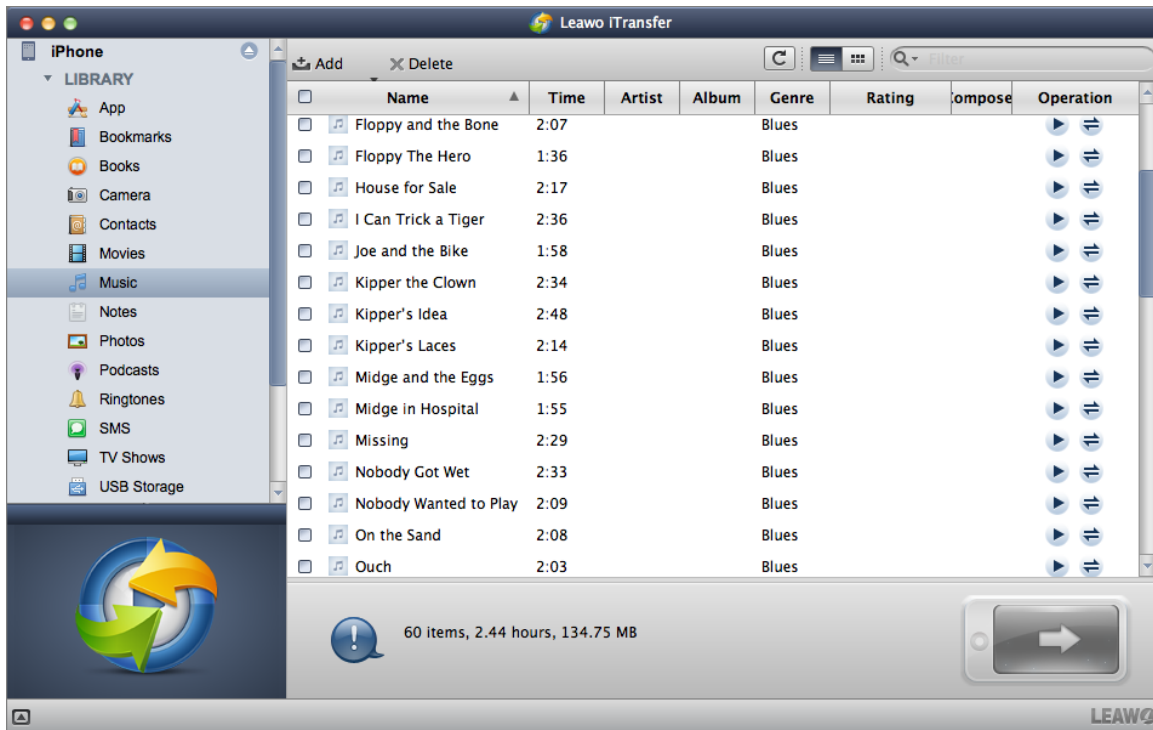 Leawo iTransfer
iPhone
LIBRARY
App
Bookmarks
Books
Camera
Contacts
Movies
Music
Notes
Photos
Podcasts
Ringtones
SMS
TV Shows
USB Storage
Add Delete Filter
Name Time Artist Album Genre Rating Compose Operation
Floppy and the Bone 2:07 Blues
Floppy The Hero 1:36 Blues
House for Sale 2:17 Blues
I Can Trick a Tiger 2:36 Blues
Joe and the Bike 1:58 Blues
Kipper the Clown 2:34 Blues
Kipper's Idea 2:48 Blues
Kipper's Laces 2:14 Blues
Midge and the Eggs 1:56 Blues
Midge in Hospital 1:55 Blues
Missing 2:29 Blues
Nobody Got Wet 2:33 Blues
Nobody Wanted to Play 2:09 Blues
On the Sand 2:08 Blues
Ouch 2:03 Blues
60 items, 2.44 hours, 134.75 MB
LEAWO